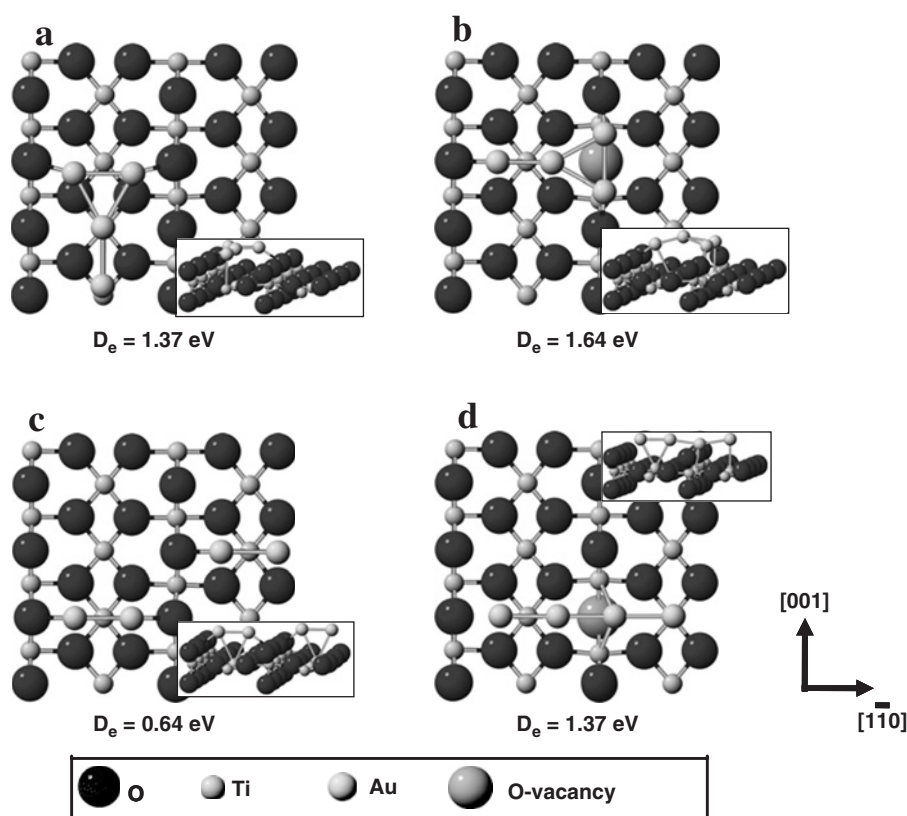 a
b
Dₑ = 1.37 eV
Dₑ = 1.64 eV
c
d
Dₑ = 0.64 eV
Dₑ = 1.37 eV
[001]
[1̄10]
O
Ti
Au
O-vacancy